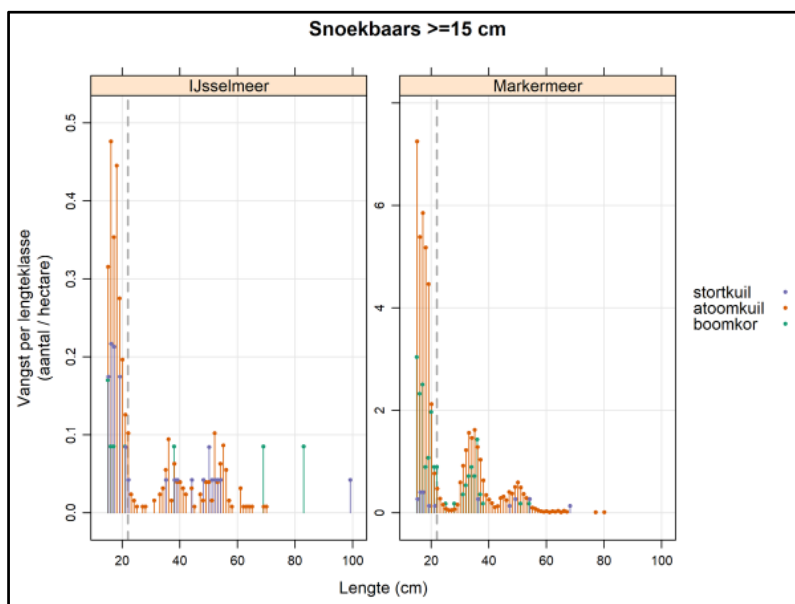 Snoekbaars >=15 cm
IJsselmeer
Markermeer
Vangst per lengteklasse
(aantal / hectare)
0.5
0.4
0.3
0.2
0.1
0.0
8
6
4
2
0
stortkuil
atoomkuil
boomkor
20 40 60 80 100
20 40 60 80 100
Lengte (cm)